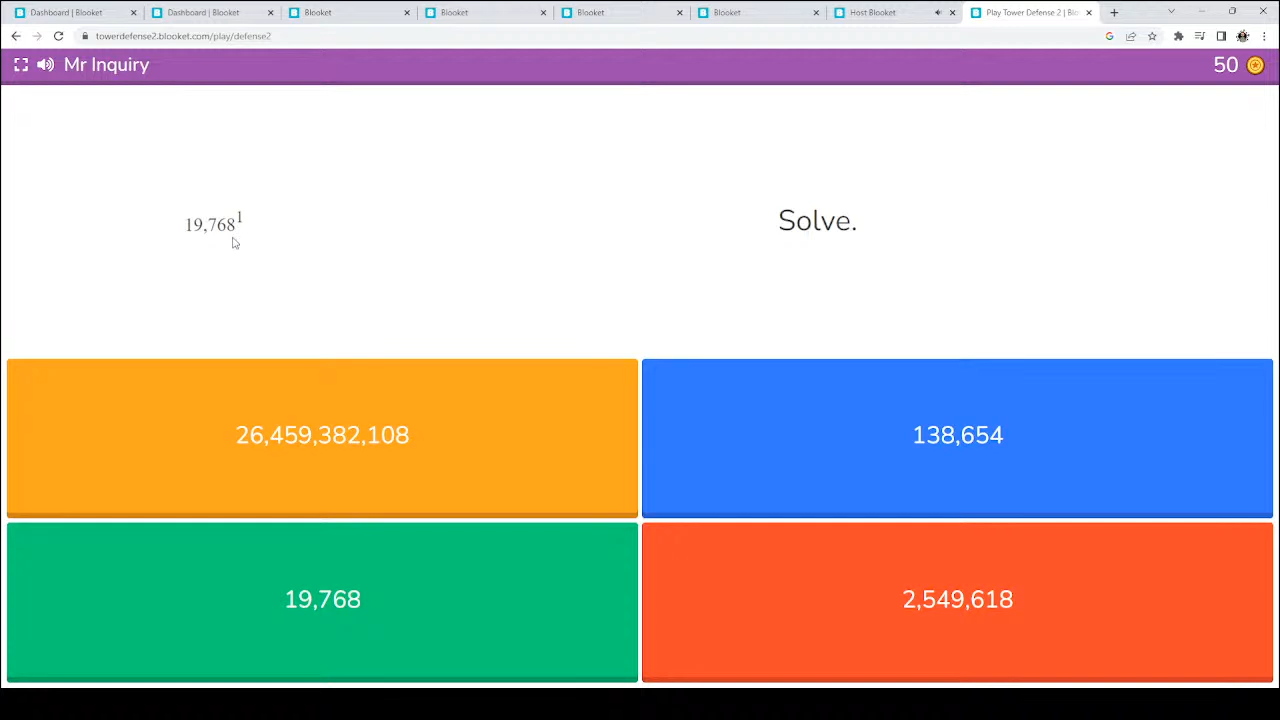 Dashboard | Blooket
Dashboard | Blooket
Blooket
Blooket
Blooket
Blooket
Host Blooket
Play Tower Defense 2 | Blo
towerdefense2.blooket.com/play/defense2
Mr Inquiry
50
19,768¹
Solve.
26,459,382,108
138,654
19,768
2,549,618